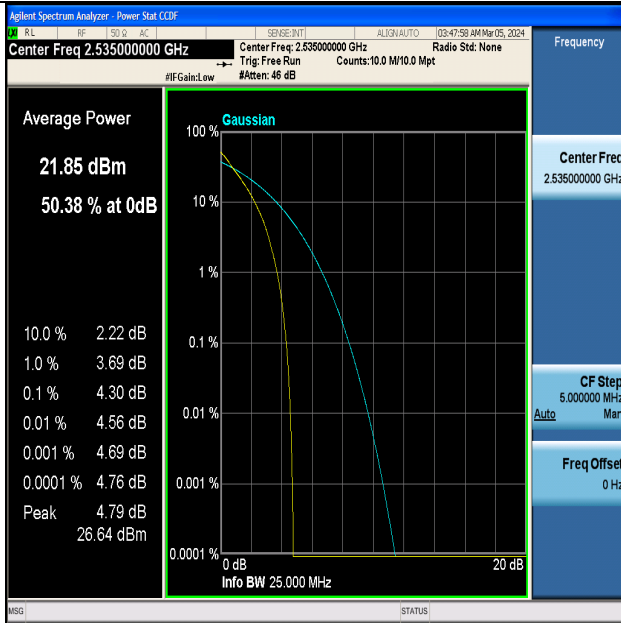 Agilent Spectrum Analyzer - Power Stat CCDF
LXI RL RF 50 Ω AC SENSE:INT ALIGN AUTO 03:47:58 AM Mar 05, 2024
Center Freq 2.535000000 GHz
Center Freq: 2.535000000 GHz Radio Std: None
Trig: Free Run Counts:10.0 M/10.0 Mpt
#IFGain:Low #Atten: 46 dB
Frequency
Average Power
21.85 dBm
50.38 % at 0dB
10.0 % 2.22 dB
1.0 % 3.69 dB
0.1 % 4.30 dB
0.01 % 4.56 dB
0.001 % 4.69 dB
0.0001 % 4.76 dB
Peak 4.79 dB
26.64 dBm
Gaussian
100 %
10 %
1 %
0.1 %
0.01 %
0.001 %
0.0001 %
0 dB 20 dB
Info BW 25.000 MHz
Center Freq
2.535000000 GHz
CF Step
5.000000 MHz
Auto Man
Freq Offset
0 Hz
MSG STATUS